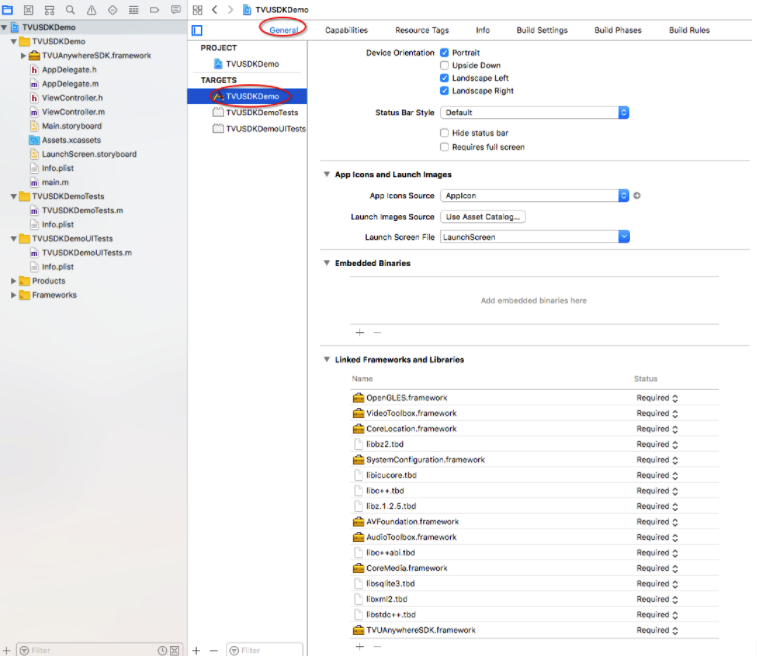 TVUSDKDemo
TVUSDKDemo
TVUAnywhereSDK.framework
h AppDelegate.h
m AppDelegate.m
h ViewController.h
m ViewController.m
Main.storyboard
Assets.xcassets
LaunchScreen.storyboard
Info.plist
m main.m
TVUSDKDemoTests
m TVUSDKDemoTests.m
Info.plist
TVUSDKDemoUITests
m TVUSDKDemoUITests.m
Info.plist
Products
Frameworks
Filter
TVUSDKDemo
General Capabilities Resource Tags Info Build Settings Build Phases Build Rules
PROJECT
TVUSDKDemo
TARGETS
TVUSDKDemo
TVUSDKDemoTests
TVUSDKDemoUITests
Filter
Device Orientation Portrait
Upside Down
Landscape Left
Landscape Right
Status Bar Style Default
Hide status bar
Requires full screen
App Icons and Launch Images
App Icons Source AppIcon
Launch Images Source Use Asset Catalog...
Launch Screen File LaunchScreen
Embedded Binaries
Add embedded binaries here
Linked Frameworks and Libraries
Name Status
OpenGLES.framework Required
VideoToolbox.framework Required
CoreLocation.framework Required
libbz2.tbd Required
SystemConfiguration.framework Required
libicucore.tbd Required
libc++.tbd Required
libz.1.2.5.tbd Required
AVFoundation.framework Required
AudioToolbox.framework Required
libc++abi.tbd Required
CoreMedia.framework Required
libsqlite3.tbd Required
libxml2.tbd Required
libstdc++.tbd Required
TVUAnywhereSDK.framework Required